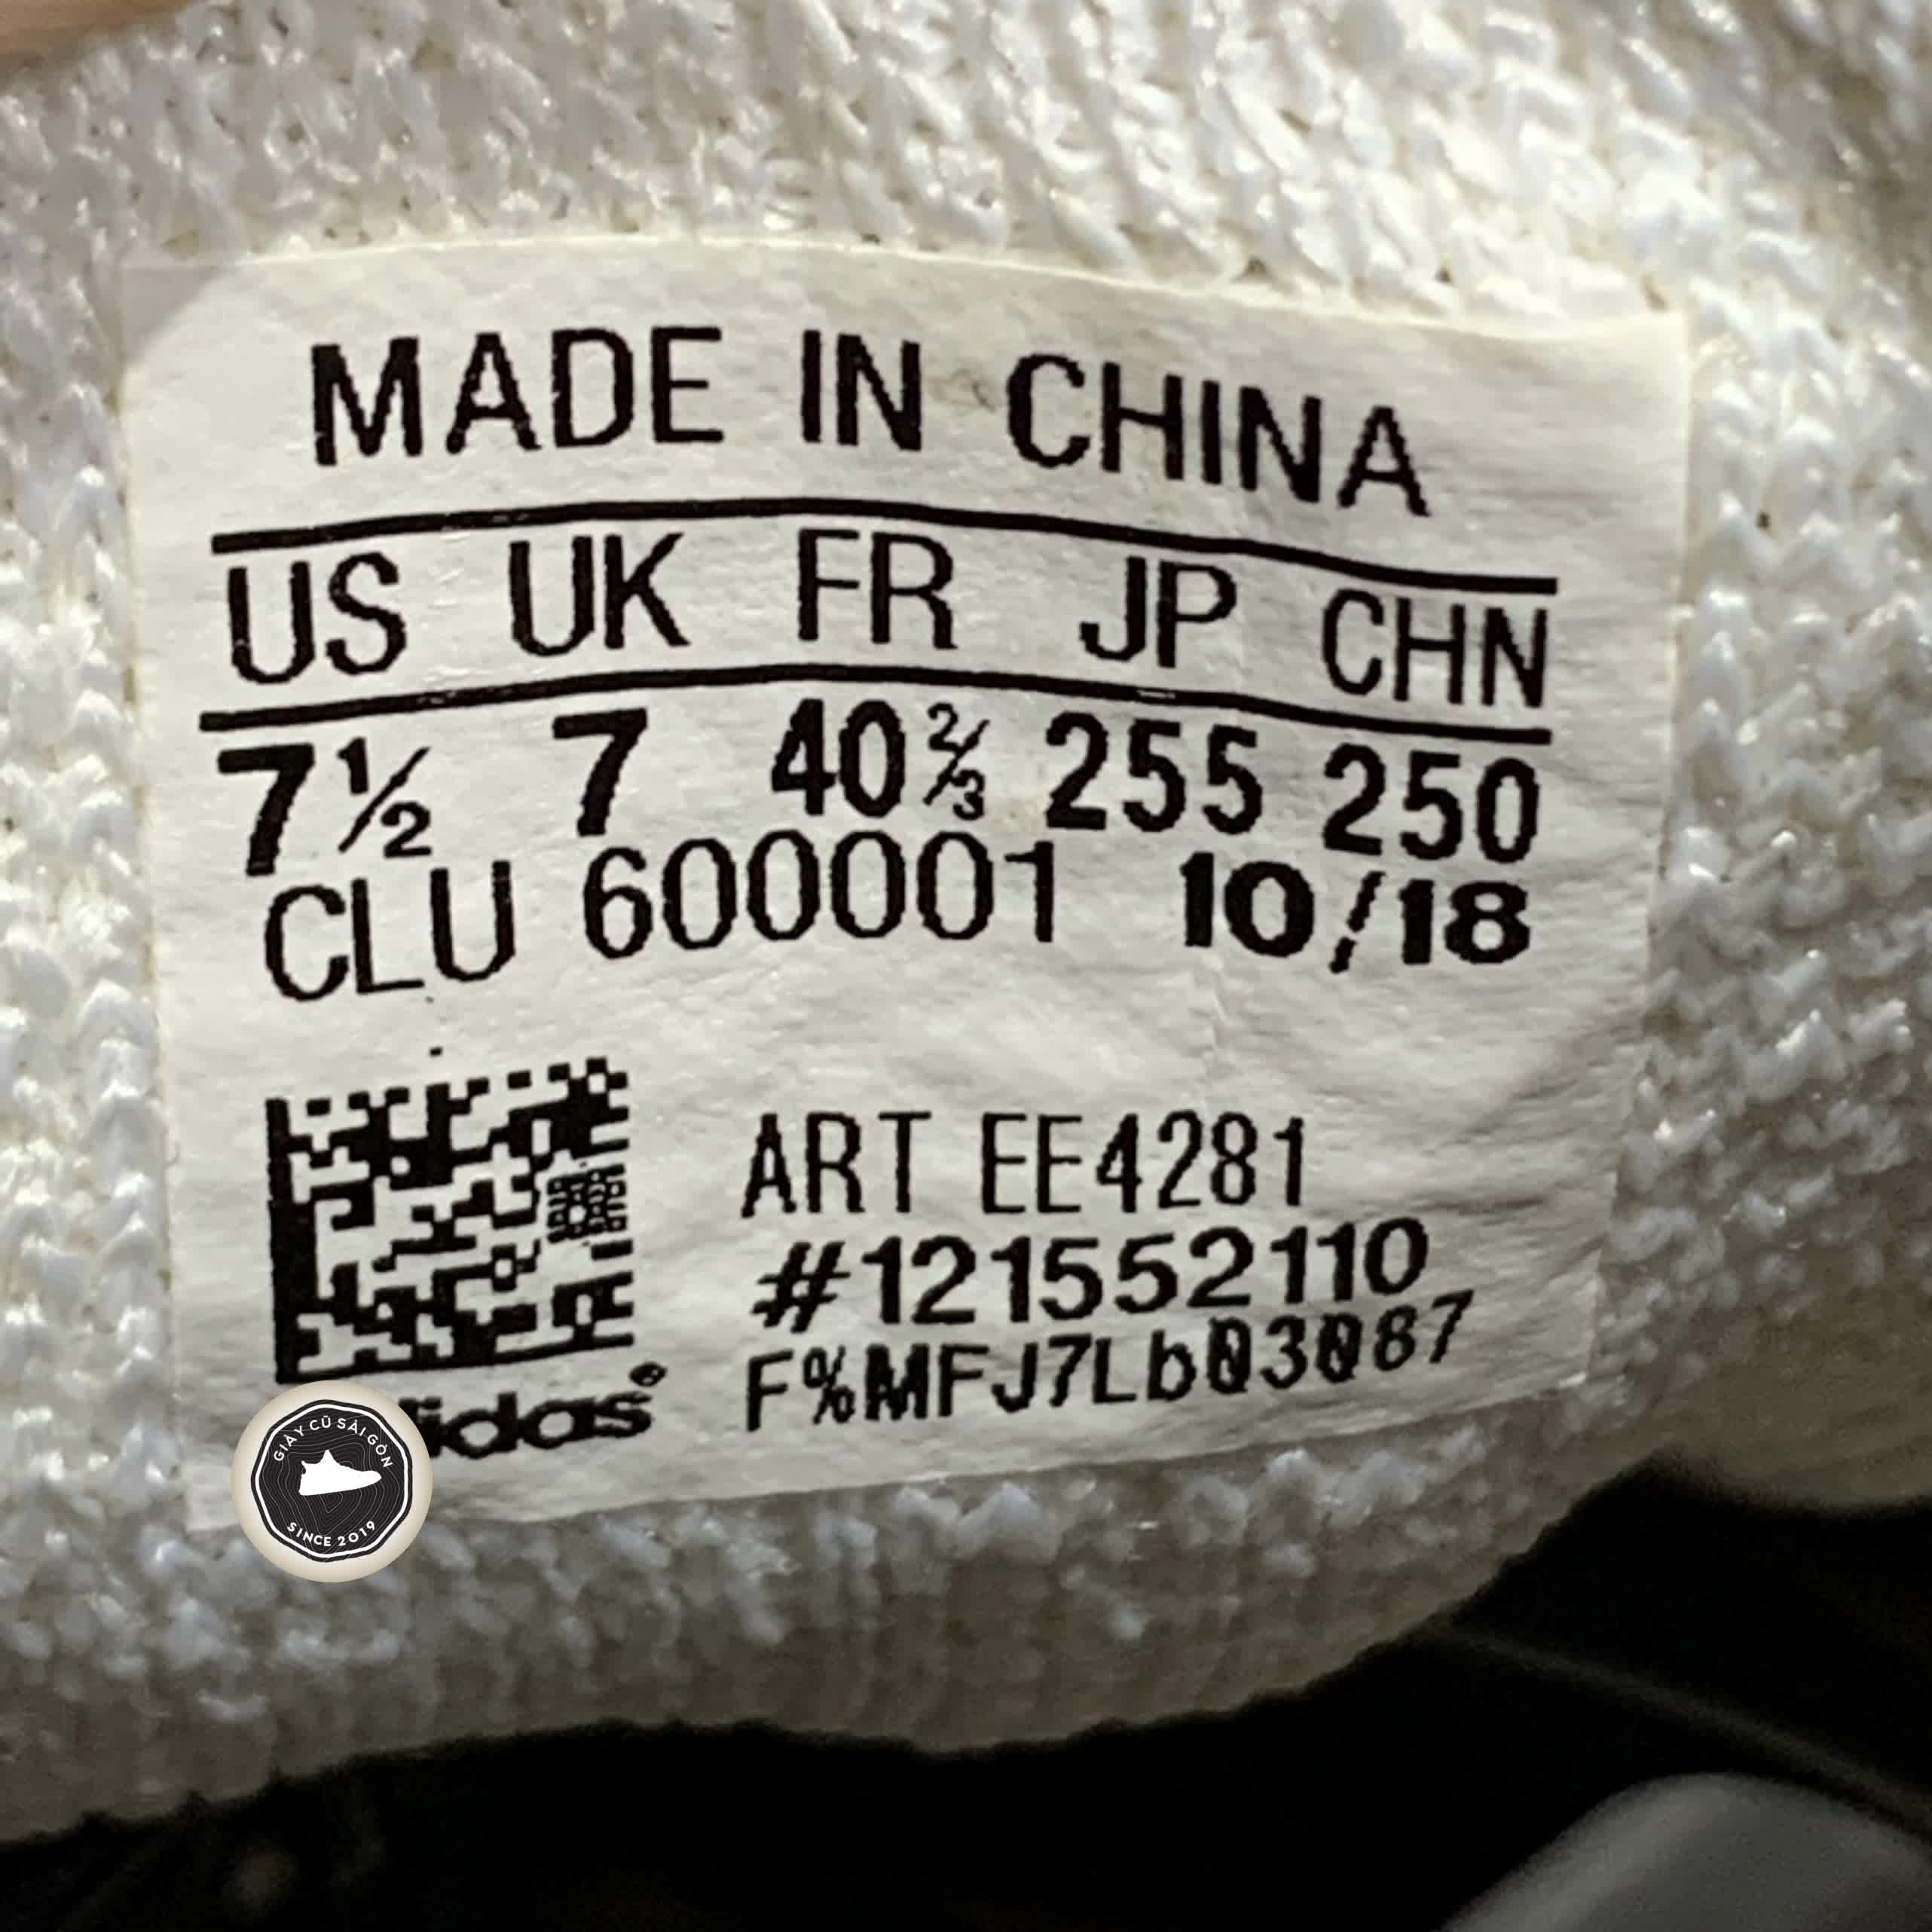 MADE IN CHINA
US UK FR JP CHN
7½ 7 40⅔ 255 250
CLU 600001 10/18
ART EE4281
#121552110
F%MFJ7Lb03087
adidas®
GIÀY CŨ SÀI GÒN
SINCE 2019